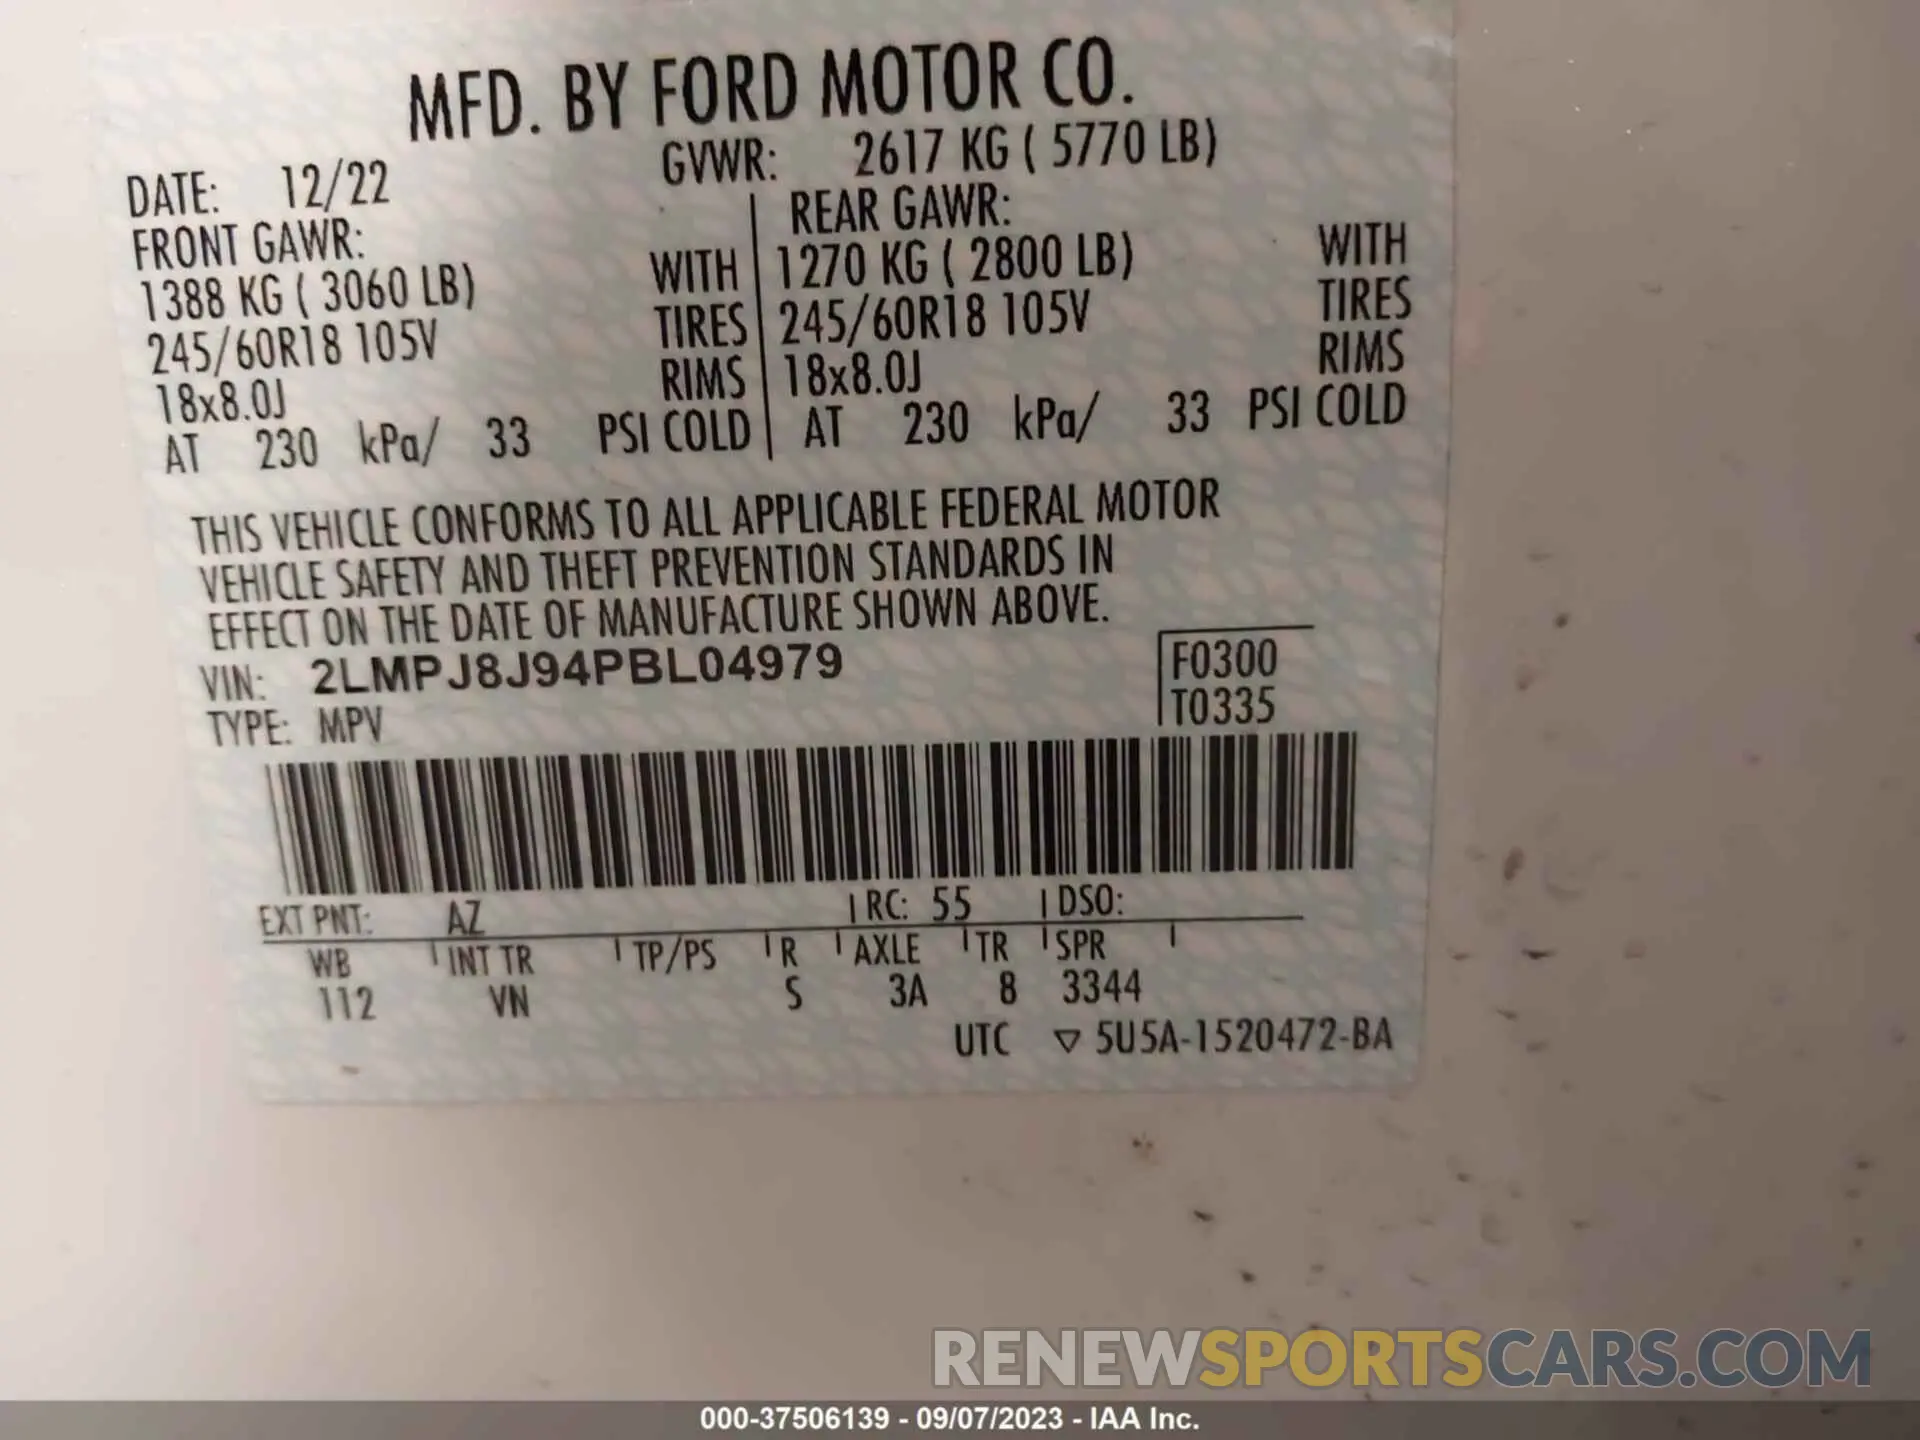 MFD. BY FORD MOTOR CO.
DATE: 12/22 GVWR: 2617 KG ( 5770 LB)
FRONT GAWR: REAR GAWR:
1388 KG ( 3060 LB) WITH 1270 KG ( 2800 LB) WITH
245/60R18 105V TIRES 245/60R18 105V TIRES
18x8.0J RIMS 18x8.0J RIMS
AT 230 kPa/ 33 PSI COLD AT 230 kPa/ 33 PSI COLD
THIS VEHICLE CONFORMS TO ALL APPLICABLE FEDERAL MOTOR
VEHICLE SAFETY AND THEFT PREVENTION STANDARDS IN
EFFECT ON THE DATE OF MANUFACTURE SHOWN ABOVE.
VIN: 2LMPJ8J94PBL04979 F0300
TYPE: MPV T0335
EXT PNT: AZ RC: 55 DSO:
WB INT TR TP/PS R AXLE TR SPR
112 VN S 3A 8 3344
UTC ▽ 5U5A-1520472-BA
RENEWSPORTSCARS.COM
000-37506139 - 09/07/2023 - IAA Inc.